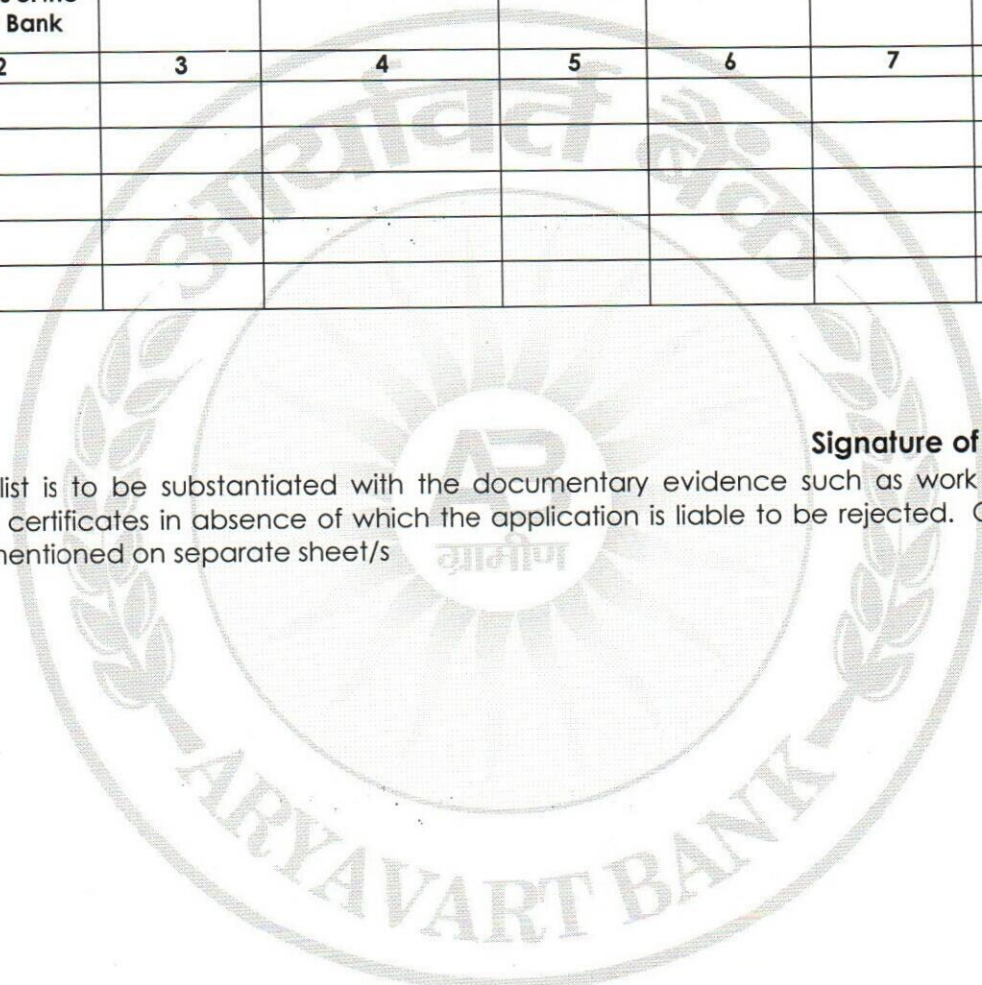 Bank
2 3 4 5 6 7
आर्यावर्त बैंक
Signature of
list is to be substantiated with the documentary evidence such as work
certificates in absence of which the application is liable to be rejected.
mentioned on separate sheet/s
ग्रामीण
ARYAVART BANK